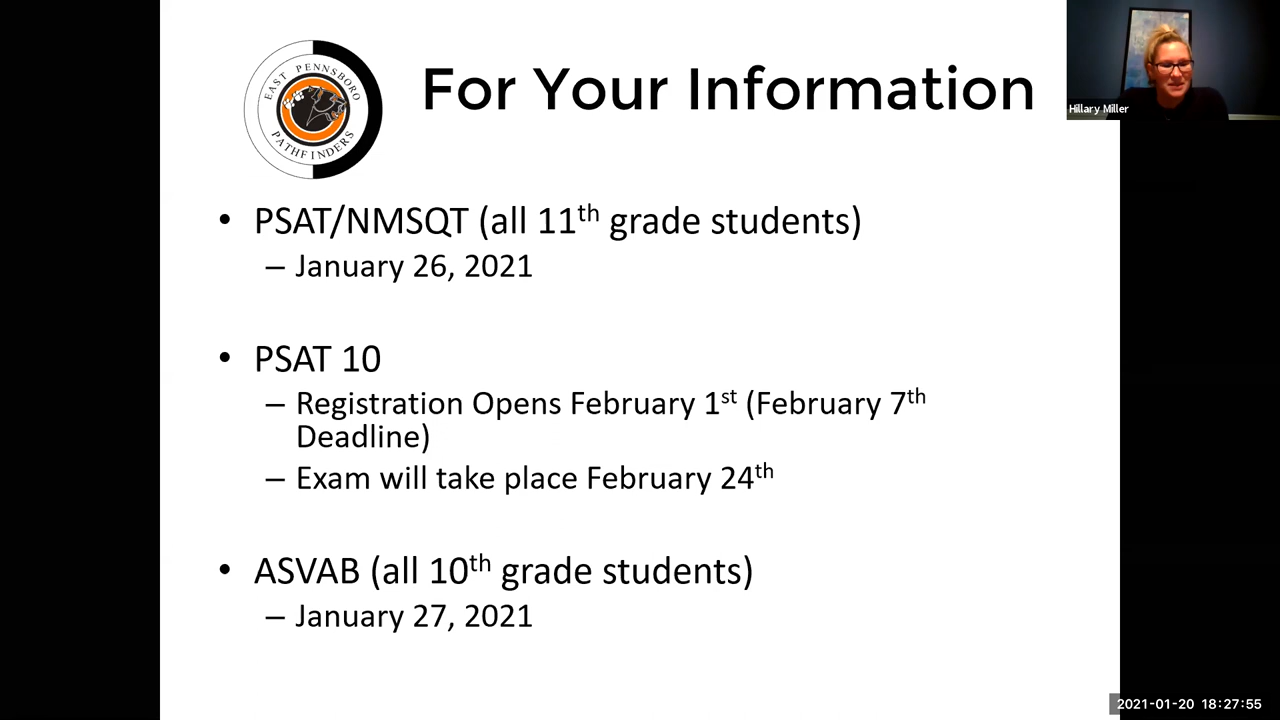 EAST PENNSBORO
PATHFINDERS
For Your Information
Hillary Miller
• PSAT/NMSQT (all 11th grade students)
– January 26, 2021
• PSAT 10
– Registration Opens February 1st (February 7th
Deadline)
– Exam will take place February 24th
• ASVAB (all 10th grade students)
– January 27, 2021
2021-01-20 18:27:55